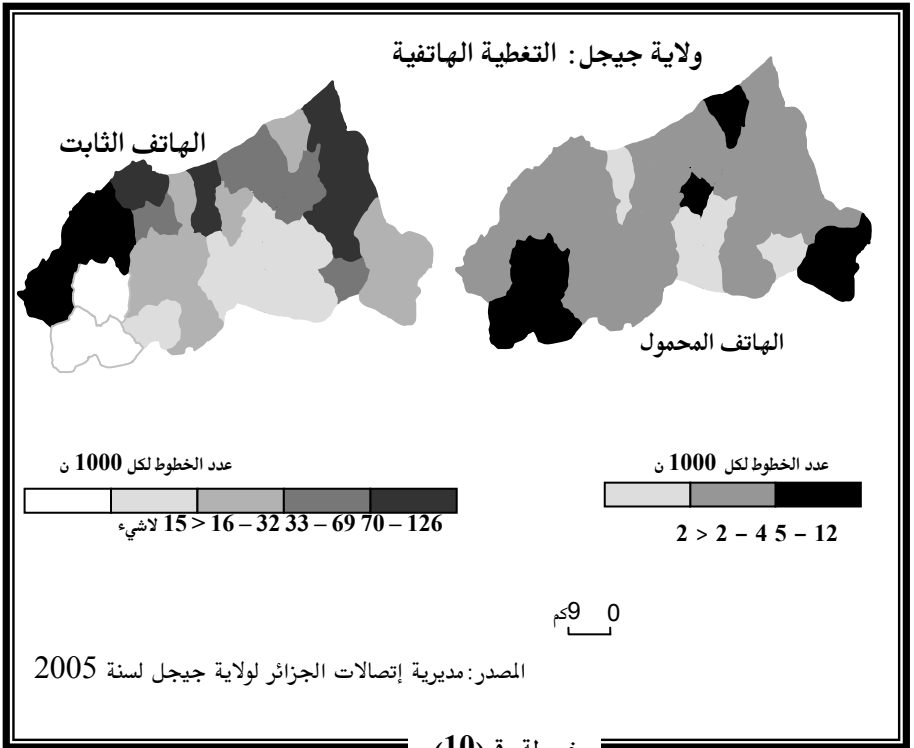 ولاية جيجل: التغطية الهاتفية
الهاتف الثابت
الهاتف المحمول
عدد الخطوط لكل 1000 ن
لاشيء 15 > 16 – 32 33 – 69 70 – 126
عدد الخطوط لكل 1000 ن
2 > 2 – 4 5 – 12
0 9كم
المصدر: مديرية إتصالات الجزائر لولاية جيجل لسنة 2005
(10)